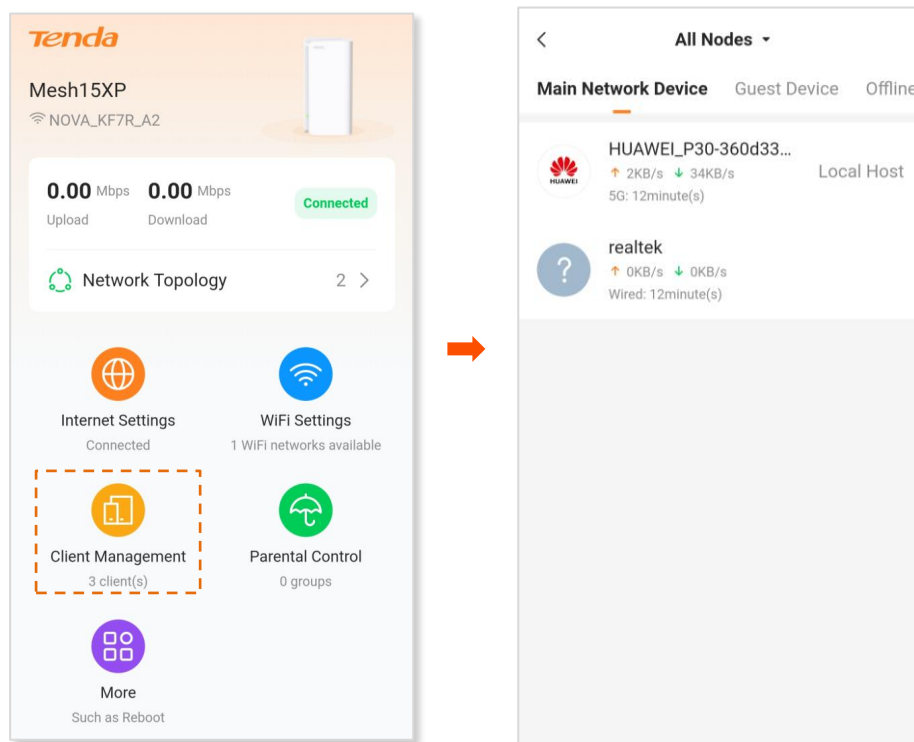 Tenda
Mesh15XP
NOVA_KF7R_A2
0.00 Mbps 0.00 Mbps
Upload Download
Connected
Network Topology 2 >
Internet Settings
Connected
WiFi Settings
1 WiFi networks available
Client Management
3 client(s)
Parental Control
0 groups
More
Such as Reboot
All Nodes
Main Network Device Guest Device Offline
HUAWEI
HUAWEI_P30-360d33...
↑ 2KB/s ↓ 34KB/s
5G: 12minute(s)
Local Host
?
realtek
↑ 0KB/s ↓ 0KB/s
Wired: 12minute(s)